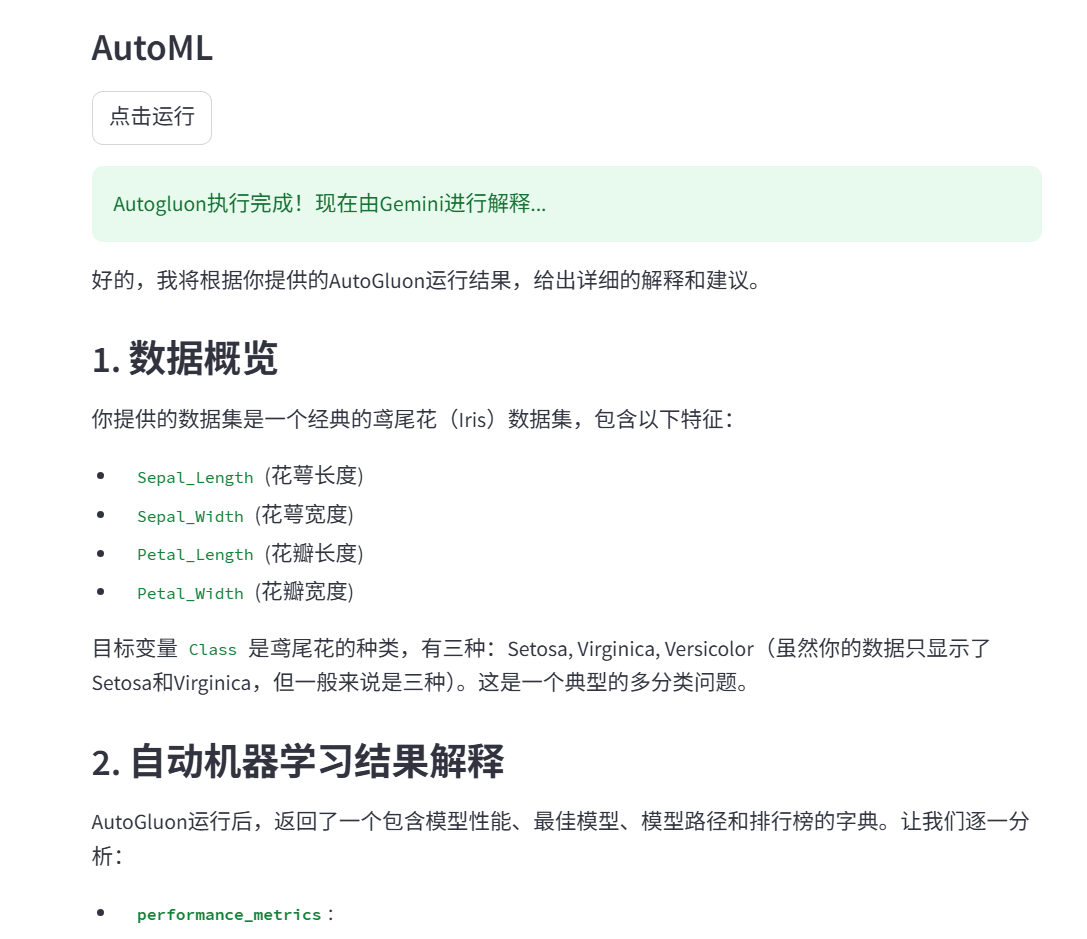 AutoML
点击运行
Autogluon执行完成！现在由Gemini进行解释...
好的，我将根据你提供的AutoGluon运行结果，给出详细的解释和建议。
1. 数据概览
你提供的数据集是一个经典的鸢尾花（Iris）数据集，包含以下特征：
• Sepal_Length (花萼长度)
• Sepal_Width (花萼宽度)
• Petal_Length (花瓣长度)
• Petal_Width (花瓣宽度)
目标变量 Class 是鸢尾花的种类，有三种：Setosa, Virginica, Versicolor（虽然你的数据只显示了
Setosa和Virginica，但一般来说是三种）。这是一个典型的多分类问题。
2. 自动机器学习结果解释
AutoGluon运行后，返回了一个包含模型性能、最佳模型、模型路径和排行榜的字典。让我们逐一分
析：
• performance_metrics：